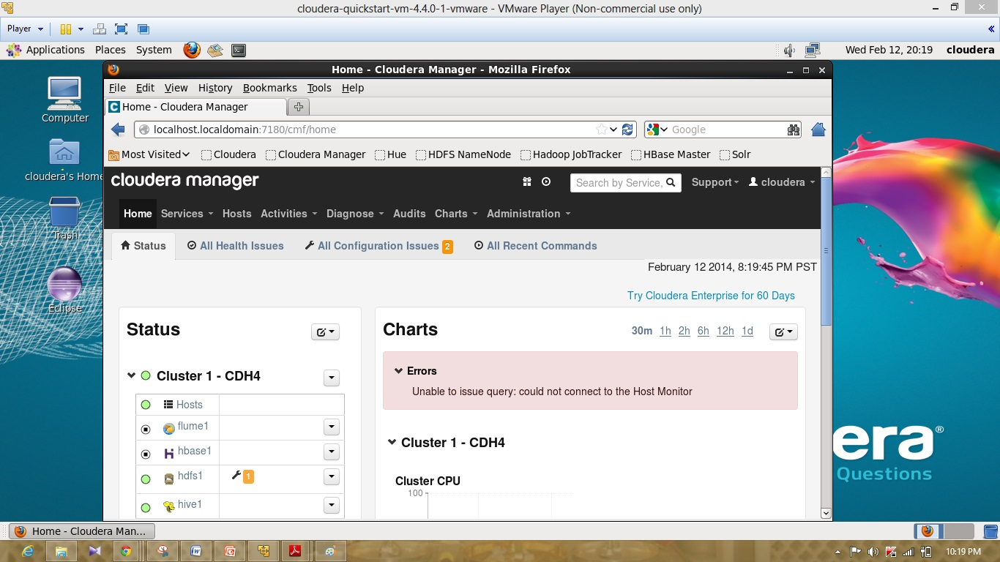 cloudera-quickstart-vm-4.4.0-1-vmware - VMware Player (Non-commercial use only)
Player
Applications Places System
Wed Feb 12, 20:19 cloudera
Home - Cloudera Manager - Mozilla Firefox
File Edit View History Bookmarks Tools Help
C Home - Cloudera Manager
localhost.localdomain:7180/cmf/home
Google
Most Visited Cloudera Cloudera Manager Hue HDFS NameNode Hadoop JobTracker HBase Master Solr
cloudera manager
Search by Service,
Support cloudera
Home Services Hosts Activities Diagnose Audits Charts Administration
Status All Health Issues All Configuration Issues 2 All Recent Commands
February 12 2014, 8:19:45 PM PST
Try Cloudera Enterprise for 60 Days
Status
Cluster 1 - CDH4
Hosts
flume1
hbase1
hdfs1 1
hive1
Charts
30m 1h 2h 6h 12h 1d
Errors
Unable to issue query: could not connect to the Host Monitor
Cluster 1 - CDH4
Cluster CPU
100
Computer
cloudera's Home
Trash
Eclipse
era®
Questions
Home - Cloudera Man...
10:19 PM